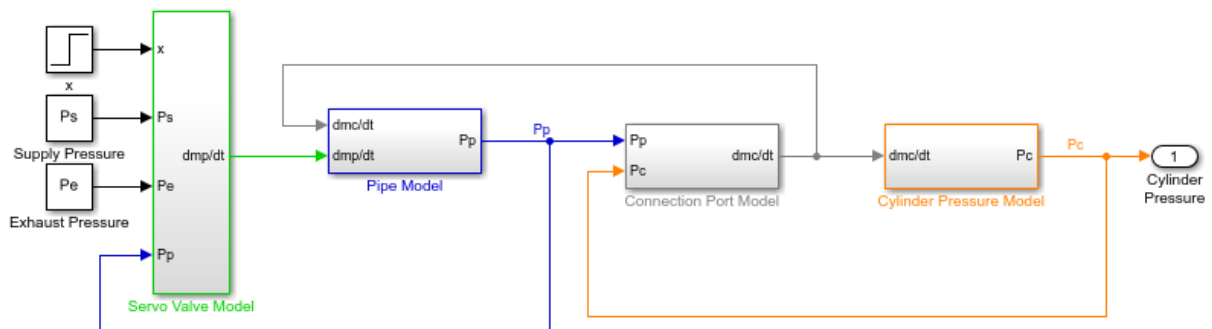 x
x
Ps
Supply Pressure
Pe
Exhaust Pressure
Ps
Pe
Pp
dmp/dt
Servo Valve Model
dmc/dt
dmp/dt
Pp
Pipe Model
Pp
Pp
Pc
dmc/dt
Connection Port Model
dmc/dt
Pc
Cylinder Pressure Model
Pc
1
Cylinder
Pressure